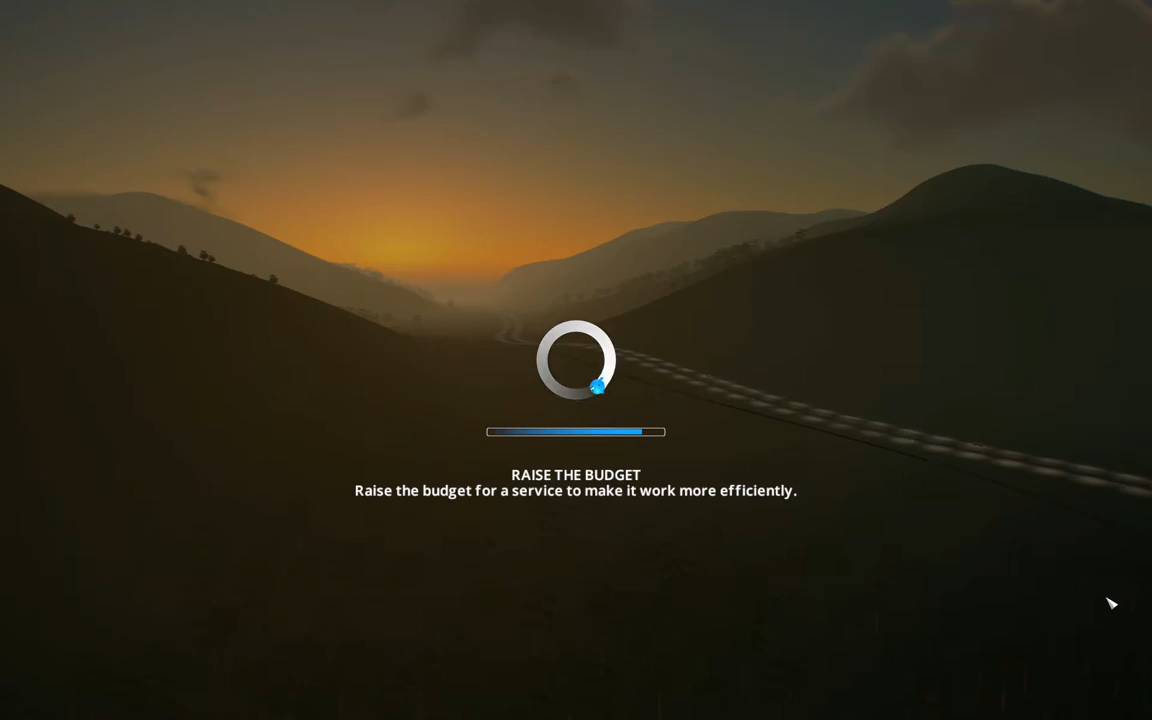 RAISE THE BUDGET
Raise the budget for a service to make it work more efficiently.